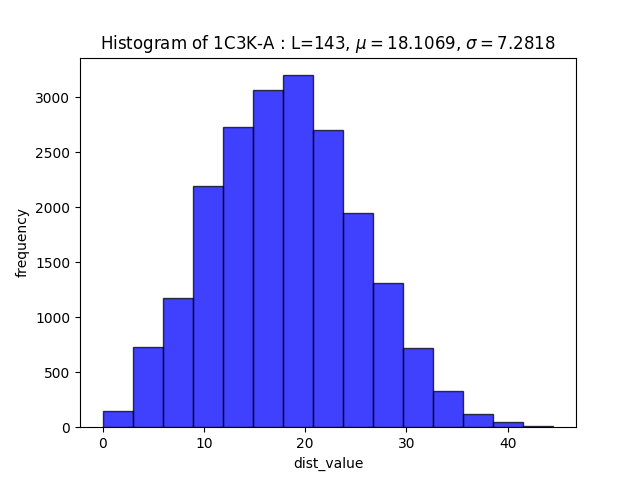 Histogram of 1C3K-A : L=143, μ = 18.1069, σ = 7.2818
3000
2500
2000
1500
1000
500
0
frequency
0 10 20 30 40
dist_value